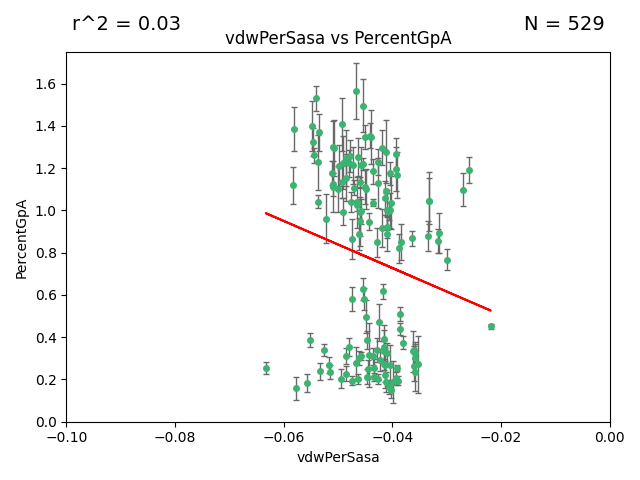 r^2 = 0.03
N = 529
vdwPerSasa vs PercentGpA
PercentGpA
1.6
1.4
1.2
1.0
0.8
0.6
0.4
0.2
0.0
−0.10 −0.08 −0.06 −0.04 −0.02 0.00
vdwPerSasa